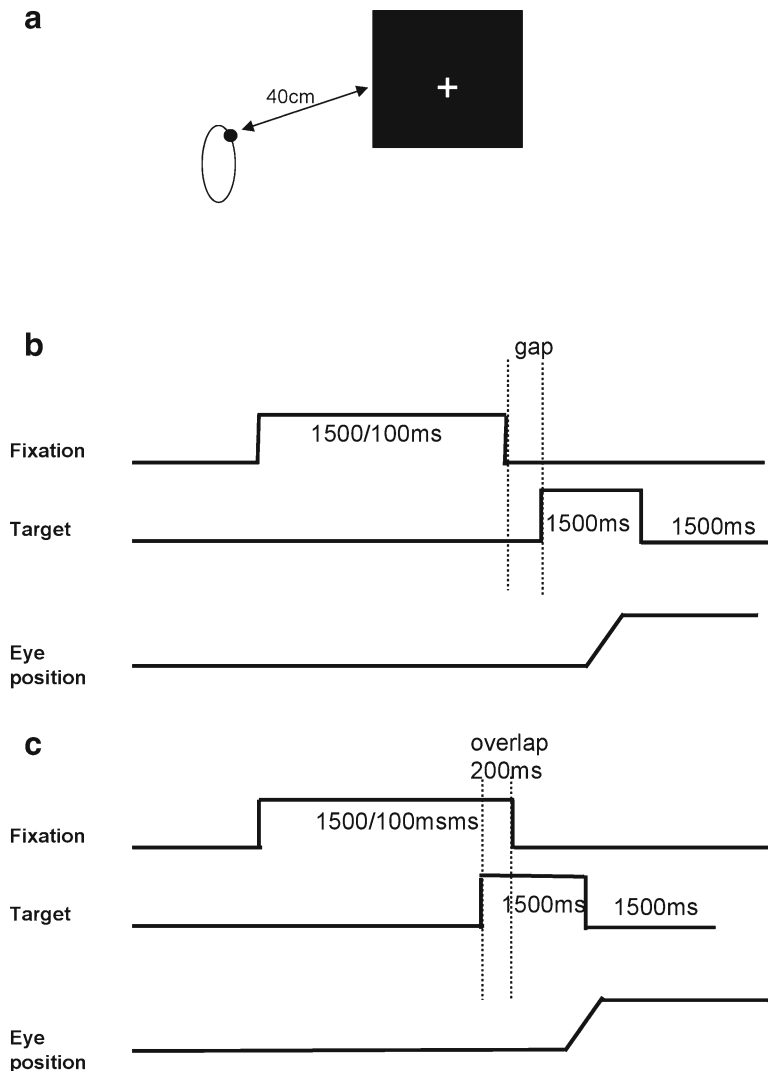 a
40cm
b
gap
Fixation
1500/100ms
Target
1500ms
1500ms
Eye
position
c
overlap
200ms
Fixation
1500/100msms
Target
1500ms
1500ms
Eye
position